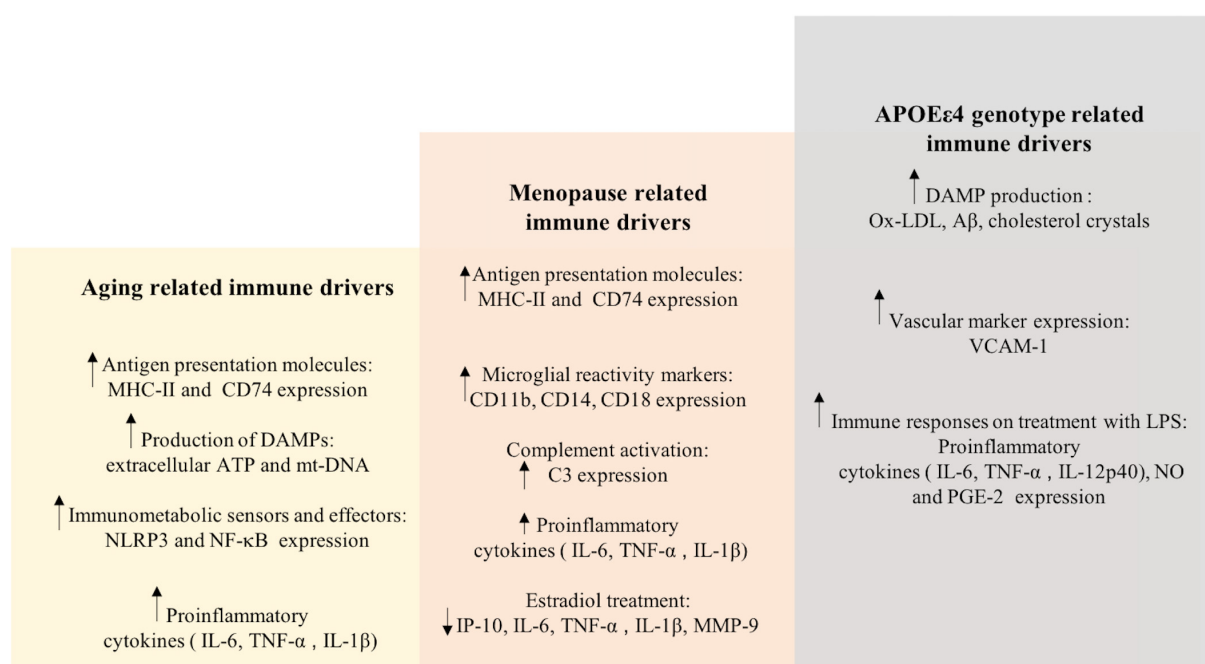 Aging related immune drivers
↑ Antigen presentation molecules:
MHC-II and CD74 expression
↑ Production of DAMPs:
extracellular ATP and mt-DNA
↑ Immunometabolic sensors and effectors:
NLRP3 and NF-κB expression
↑ Proinflammatory
cytokines ( IL-6, TNF-α , IL-1β)
Menopause related
immune drivers
↑ Antigen presentation molecules:
MHC-II and CD74 expression
↑ Microglial reactivity markers:
CD11b, CD14, CD18 expression
Complement activation:
↑ C3 expression
↑ Proinflammatory
cytokines ( IL-6, TNF-α , IL-1β)
Estradiol treatment:
↓ IP-10, IL-6, TNF-α , IL-1β, MMP-9
APOEε4 genotype related
immune drivers
↑ DAMP production :
Ox-LDL, Aβ, cholesterol crystals
↑ Vascular marker expression:
VCAM-1
↑ Immune responses on treatment with LPS:
Proinflammatory
cytokines ( IL-6, TNF-α , IL-12p40), NO
and PGE-2 expression